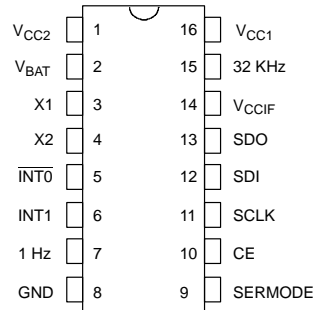 VCC2 1 16 VCC1
VBAT 2 15 32 KHz
X1 3 14 VCCIF
X2 4 13 SDO
I̅N̅T̅0̅ 5 12 SDI
INT1 6 11 SCLK
1 Hz 7 10 CE
GND 8 9 SERMODE